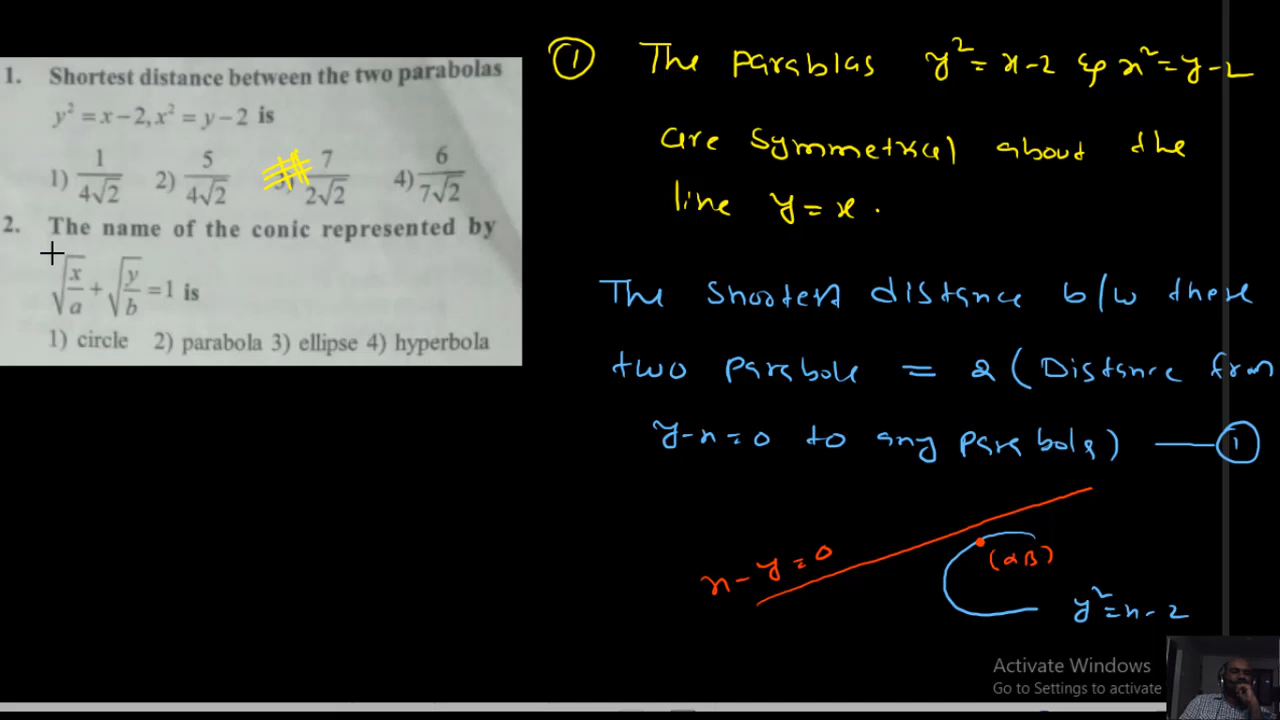 1. Shortest distance between the two parabolas
y² = x – 2, x² = y – 2 is
1) 1/(4√2) 2) 5/(4√2) 3) 7/(2√2) 4) 6/(7√2)
2. The name of the conic represented by
√(x/a) + √(y/b) = 1 is
1) circle 2) parabola 3) ellipse 4) hyperbola
① The Parablas y² = x-2 & x² = y-2
are Symmetrical about the
line y = x .
The Shortest distance b/w these
two Parabola = 2 (Distance from
y-x=0 to any parabola) — ①
x-y=0
(αβ)
y²=x-2
Activate Windows
Go to Settings to activate